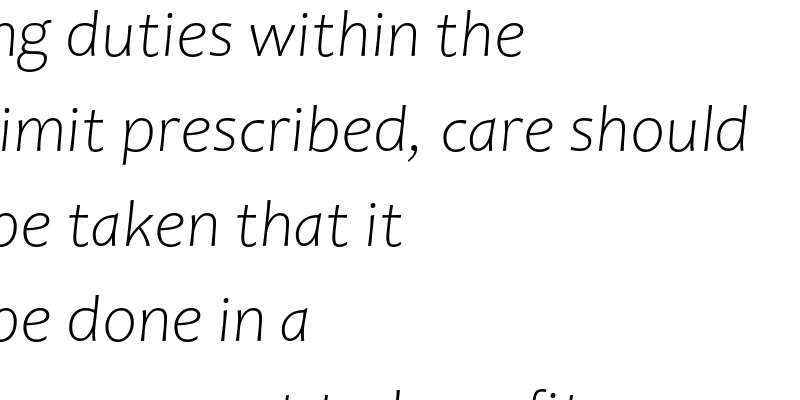 ng duties within the
imit prescribed, care should
be taken that it
be done in a